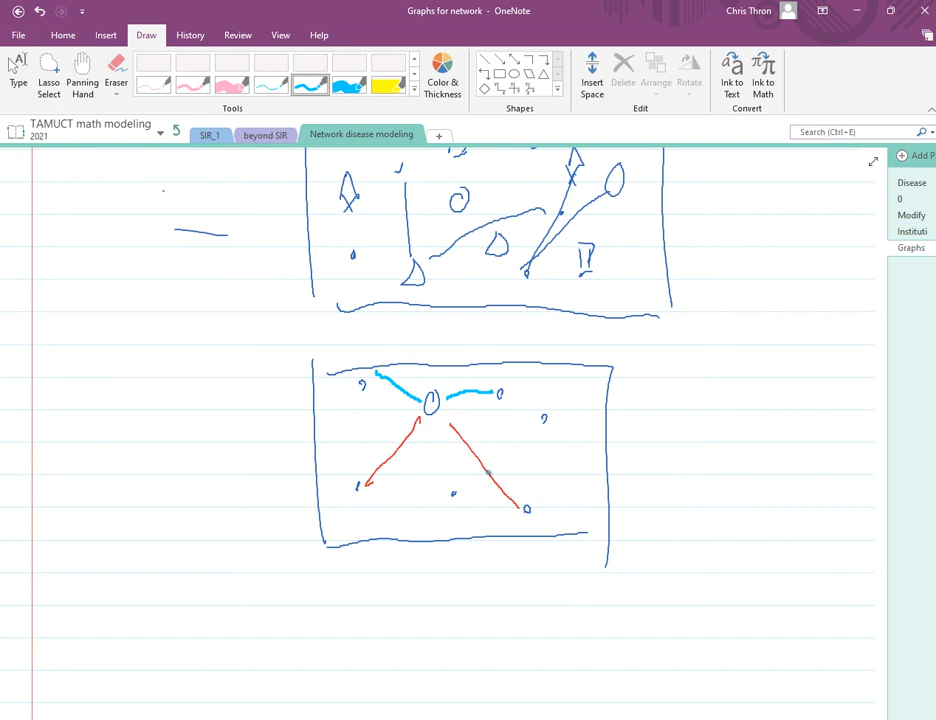 Graphs for network - OneNote
Chris Thron
File Home Insert Draw History Review View Help
Type
Lasso Select
Panning Hand
Eraser
Color & Thickness
Insert Space
Delete
Arrange
Rotate
Ink to Text
Ink to Math
Tools
Shapes
Edit
Convert
TAMUCT math modeling
2021
SIR_1
beyond SIR
Network disease modeling
+
Search (Ctrl+E)
Add P
Disease
0
Modify
Instituti
Graphs